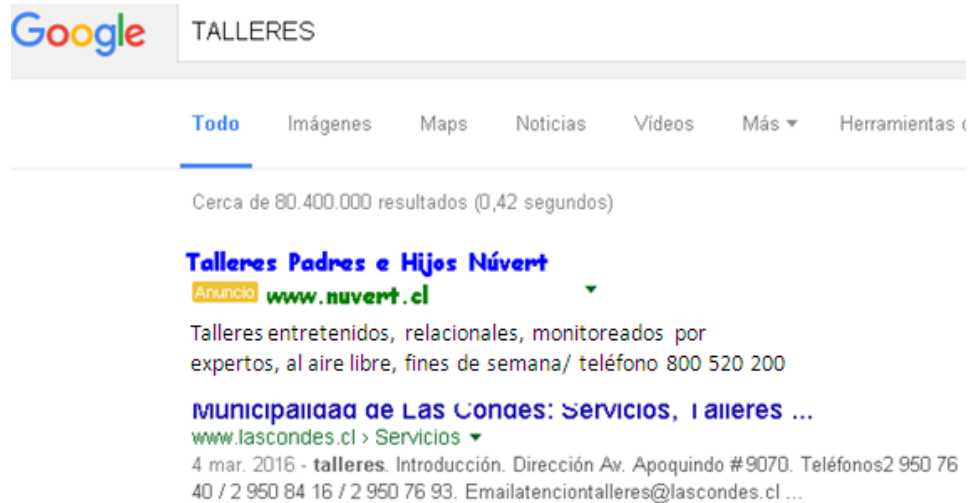 Google TALLERES
Todo Imágenes Maps Noticias Vídeos Más Herramientas
Cerca de 80.400.000 resultados (0,42 segundos)
Talleres Padres e Hijos Núvert
Anuncio www.nuvert.cl
Talleres entretenidos, relacionales, monitoreados por
expertos, al aire libre, fines de semana/ teléfono 800 520 200
Municipalidad de Las Condes: Servicios, Talleres ...
www.lascondes.cl › Servicios
4 mar. 2016 - talleres. Introducción. Dirección Av. Apoquindo #9070. Teléfonos2 950 76
40 / 2 950 84 16 / 2 950 76 93. Emailatenciontalleres@lascondes.cl ...